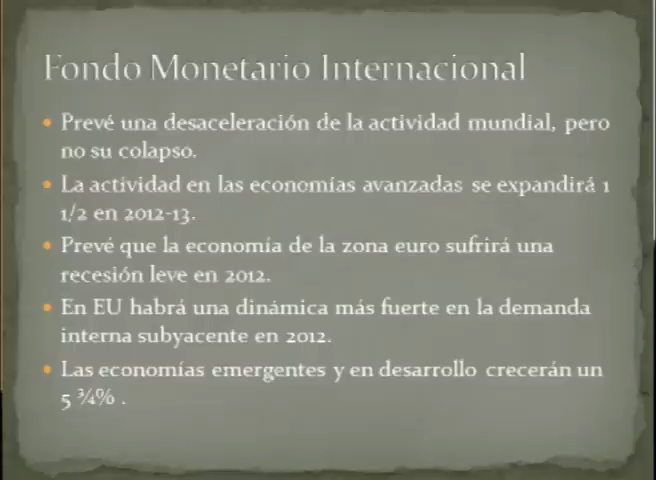 Fondo Monetario Internacional
• Prevé una desaceleración de la actividad mundial, pero
no su colapso.
• La actividad en las economías avanzadas se expandirá 1
1/2 en 2012-13.
• Prevé que la economía de la zona euro sufrirá una
recesión leve en 2012.
• En EU habrá una dinámica más fuerte en la demanda
interna subyacente en 2012.
• Las economías emergentes y en desarrollo crecerán un
5 ¾% .